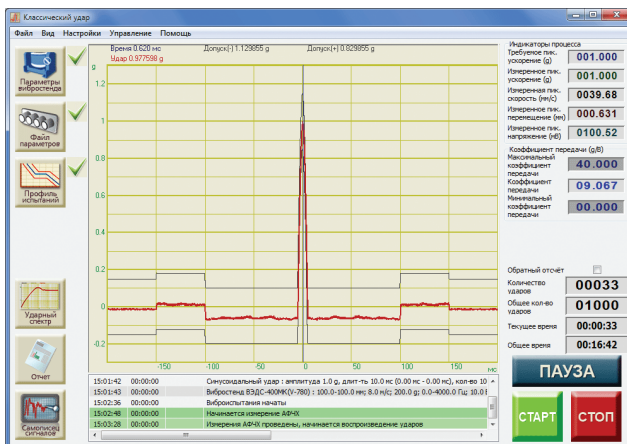 Классический удар
Файл Вид Настройки Управление Помощь
Параметры
вибростенда
Файл
параметров
Профиль
испытаний
Ударный
спектр
Отчет
Самописец
сигналов
Время 0.620 мс Допуск(-) 1.129855 g Допуск(+) 0.829855 g
Удар 0.977598 g
g
1.2
1
0.8
0.6
0.4
0.2
0
-0.2
-150 -100 -50 0 50 100 150 мс
15:01:42 00:00:00 Синусоидальный удар : амплитуда 1.0 g, длит-ть 10.0 мс (0.00 мс - 0.00 мс), кол-во 10
15:01:43 00:00:00 Вибростенд ВЭДС-400МК(V-780) : 100.0-100.0 мм; 8.0 м/с; 200.0 g; 0.0-4000.0 Гц; 10.0 В
15:02:36 00:00:00 Виброиспытания начаты
15:02:48 00:00:00 Начинается измерение АФЧХ
15:03:28 00:00:00 Измерения АФЧХ проведены, начинается воспроизведение ударов
Индикаторы процесса
Требуемое пик.
ускорение (g) 001.000
Измеренное пик.
ускорение (g) 001.000
Измеренная пик.
скорость (мм/с) 0039.68
Измеренное пик.
перемещение (мм) 000.631
Измеренное пик.
напряжение (мВ) 0100.52
Коэффициент передачи (g/В)
Максимальный
коэффициент
передачи 40.000
Коэффициент
передачи 09.067
Минимальный
коэффициент
передачи 00.000
Обратный отсчёт
Количество
ударов 00033
Общее кол-во
ударов 01000
Текущее время 00:00:33
Общее время 00:16:42
ПАУЗА
СТАРТ СТОП